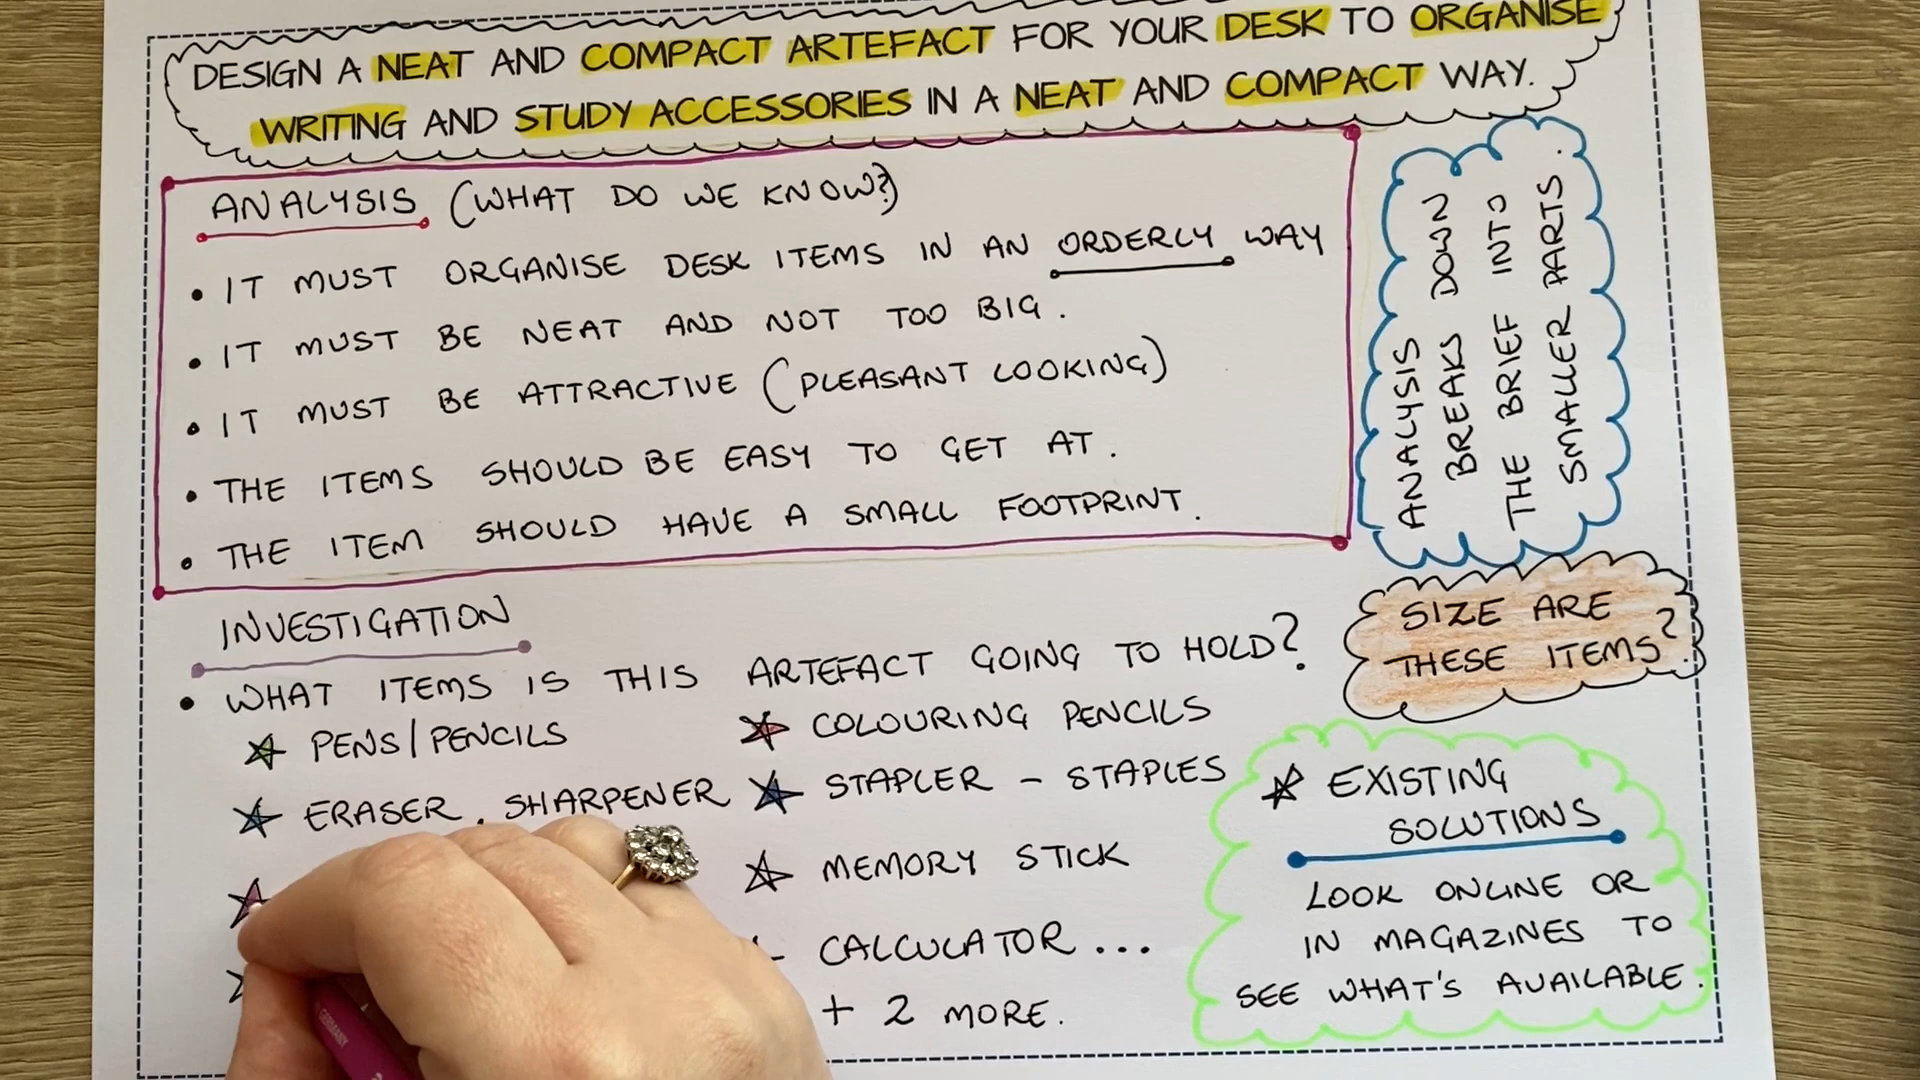 DESIGN A NEAT AND COMPACT ARTEFACT FOR YOUR DESK TO ORGANISE
WRITING AND STUDY ACCESSORIES IN A NEAT AND COMPACT WAY.
ANALYSIS (WHAT DO WE KNOW?)
• IT MUST ORGANISE DESK ITEMS IN AN ORDERLY WAY
• IT MUST BE NEAT AND NOT TOO BIG.
• IT MUST BE ATTRACTIVE (PLEASANT LOOKING)
• THE ITEMS SHOULD BE EASY TO GET AT.
• THE ITEM SHOULD HAVE A SMALL FOOTPRINT.
ANALYSIS
BREAKS DOWN
THE BRIEF INTO
SMALLER PARTS.
INVESTIGATION
• WHAT ITEMS IS THIS ARTEFACT GOING TO HOLD?
PENS/PENCILS
ERASER, SHARPENER
COLOURING PENCILS
STAPLER - STAPLES
MEMORY STICK
CALCULATOR...
+ 2 MORE.
SIZE ARE
THESE ITEMS?
EXISTING
SOLUTIONS
LOOK ONLINE OR
IN MAGAZINES TO
SEE WHAT'S AVAILABLE.
GERMANY